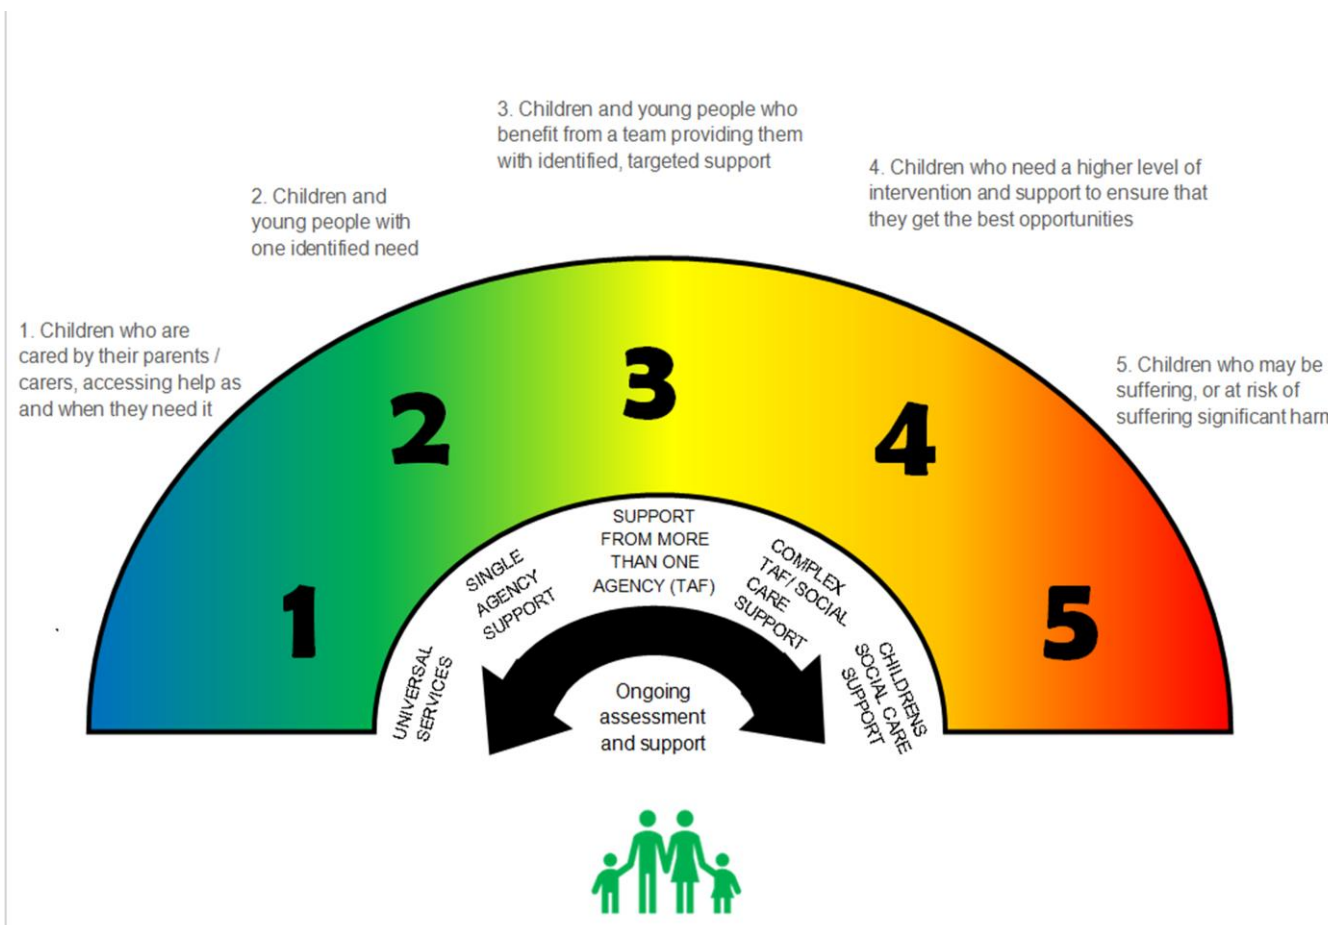 3. Children and young people who
benefit from a team providing them
with identified, targeted support
4. Children who need a higher level of
intervention and support to ensure that
they get the best opportunities
2. Children and
young people with
one identified need
1. Children who are
cared by their parents /
carers, accessing help as
and when they need it
5. Children who may be
suffering, or at risk of
suffering significant harm
1
2
3
4
5
UNIVERSAL
SERVICES
SINGLE
AGENCY
SUPPORT
SUPPORT
FROM MORE
THAN ONE
AGENCY (TAF)
COMPLEX
TAF/ SOCIAL
CARE
SUPPORT
CHILDRENS
SOCIAL CARE
SUPPORT
Ongoing
assessment
and support